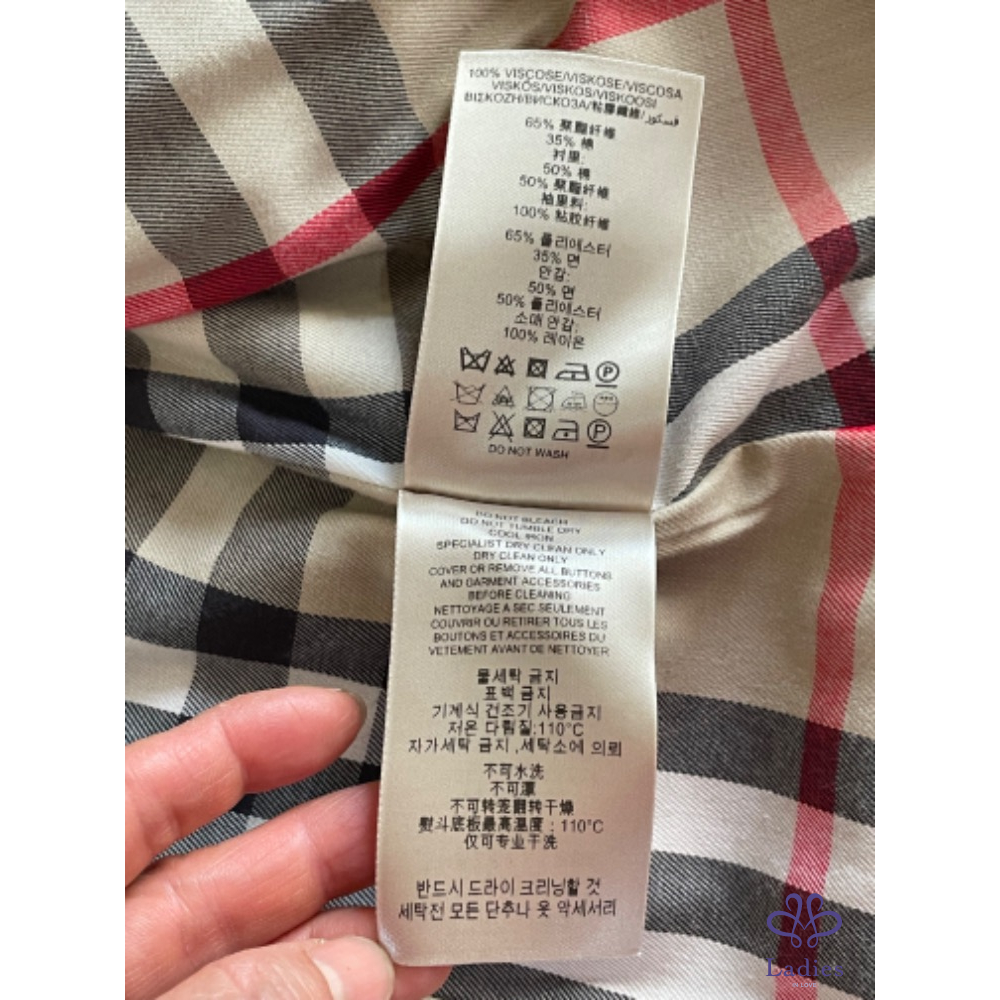 100% VISCOSE/VISKOSE/VISCOSA
VISKÓS/VISKOS/VISKOOSI
ΒΙΣΚΟΖΗ/ВИСКОЗА/粘膠纖維/فسكوز
65% 聚酯纤维
35% 棉
衬里:
50% 棉
50% 聚酯纤维
袖里料:
100% 粘胶纤维
65% 폴리에스터
35% 면
안감:
50% 면
50% 폴리에스터
소매 안감:
100% 레이온
P
P
DO NOT WASH
DO NOT BLEACH
DO NOT TUMBLE DRY
COOL IRON
SPECIALIST DRY CLEAN ONLY
DRY CLEAN ONLY
COVER OR REMOVE ALL BUTTONS
AND GARMENT ACCESSORIES
BEFORE CLEANING
NETTOYAGE A SEC SEULEMENT
COUVRIR OU RETIRER TOUS LES
BOUTONS ET ACCESSOIRES DU
VETEMENT AVANT DE NETTOYER
물세탁 금지
표백 금지
기계식 건조기 사용금지
저온 다림질:110°C
자가세탁 금지 ,세탁소에 의뢰
不可水洗
不可漂
不可转笼翻转干燥
熨斗底板最高温度：110°C
仅可专业干洗
반드시 드라이 크리닝할 것
세탁전 모든 단추나 옷 악세서리
Ladies
IN LOVE